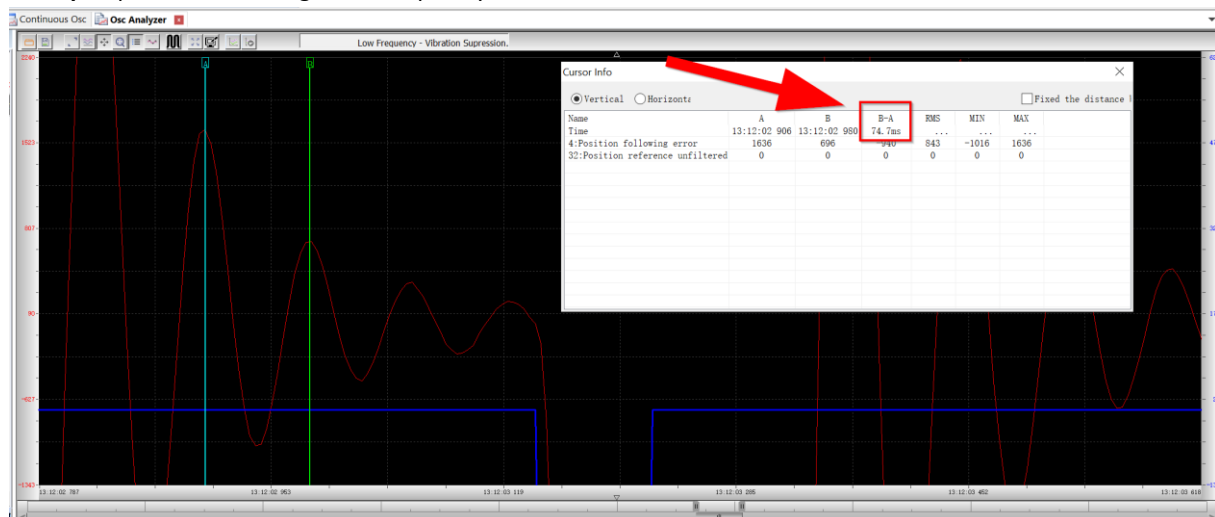 Continuous Osc Osc Analyzer
Low Frequency - Vibration Supression.
A B
Cursor Info
Vertical Horizonta Fixed the distance
Name A B B-A RMS MIN MAX
Time 13:12:02 906 13:12:02 980 74.7ms ... ... ...
4:Position following error 1636 696 -940 843 -1016 1636
32:Position reference unfiltered 0 0 0 0 0 0
2240
1523
807
90
-627
-1343
13:12:02 787 13:12:02 953 13:12:03 119 13:12:03 285 13:12:03 452 13:12:03 618